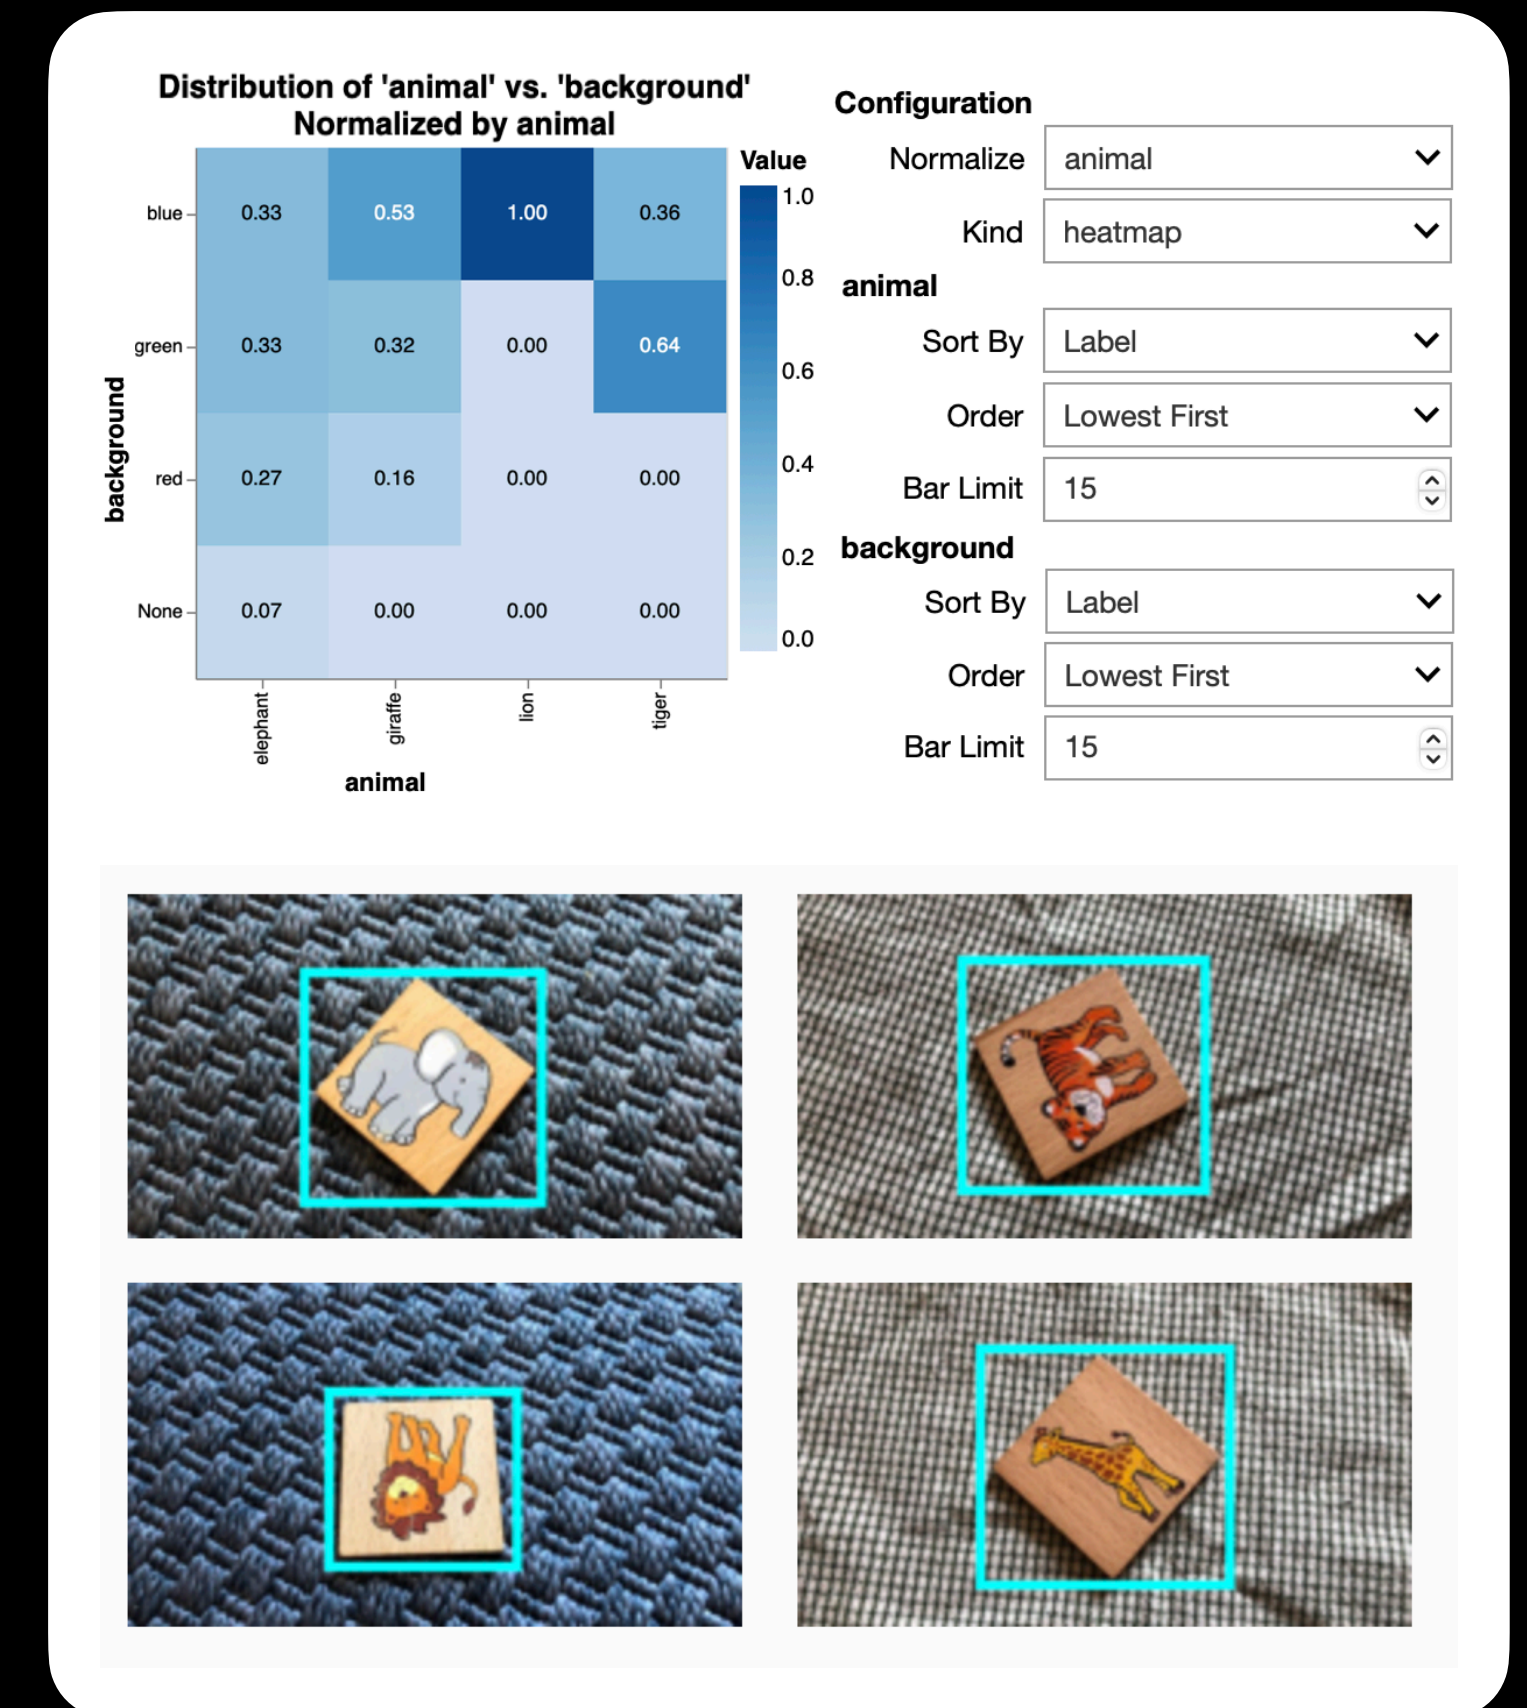 Distribution of 'animal' vs. 'background'
Normalized by animal
Value
1.0
0.8
0.6
0.4
0.2
0.0
background
blue
0.33
0.53
1.00
0.36
green
0.33
0.32
0.00
0.64
red
0.27
0.16
0.00
0.00
None
0.07
0.00
0.00
0.00
elephant
giraffe
lion
tiger
animal
Configuration
Normalize animal
Kind heatmap
animal
Sort By Label
Order Lowest First
Bar Limit 15
background
Sort By Label
Order Lowest First
Bar Limit 15